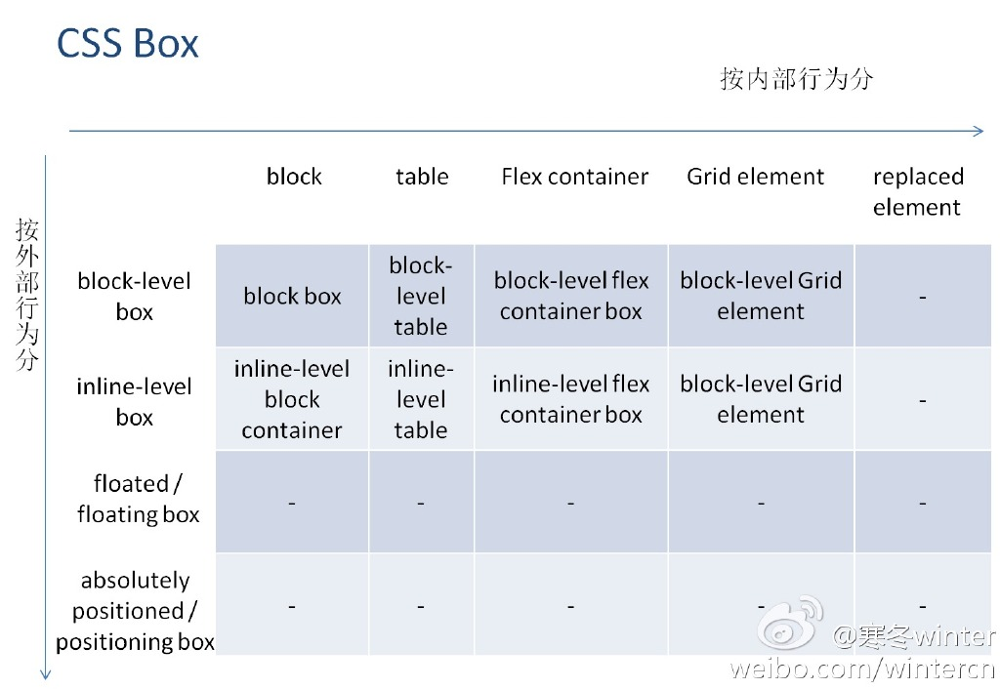 CSS Box
按内部行为分
按外部行为分
block
table
Flex container
Grid element
replaced
element
block-level
box
block box
block-
level
table
block-level flex
container box
block-level Grid
element
-
inline-level
box
inline-level
block
container
inline-
level
table
inline-level flex
container box
block-level Grid
element
-
floated /
floating box
-
-
-
-
-
absolutely
positioned /
positioning box
-
-
-
-
-
@寒冬winter
weibo.com/wintercn